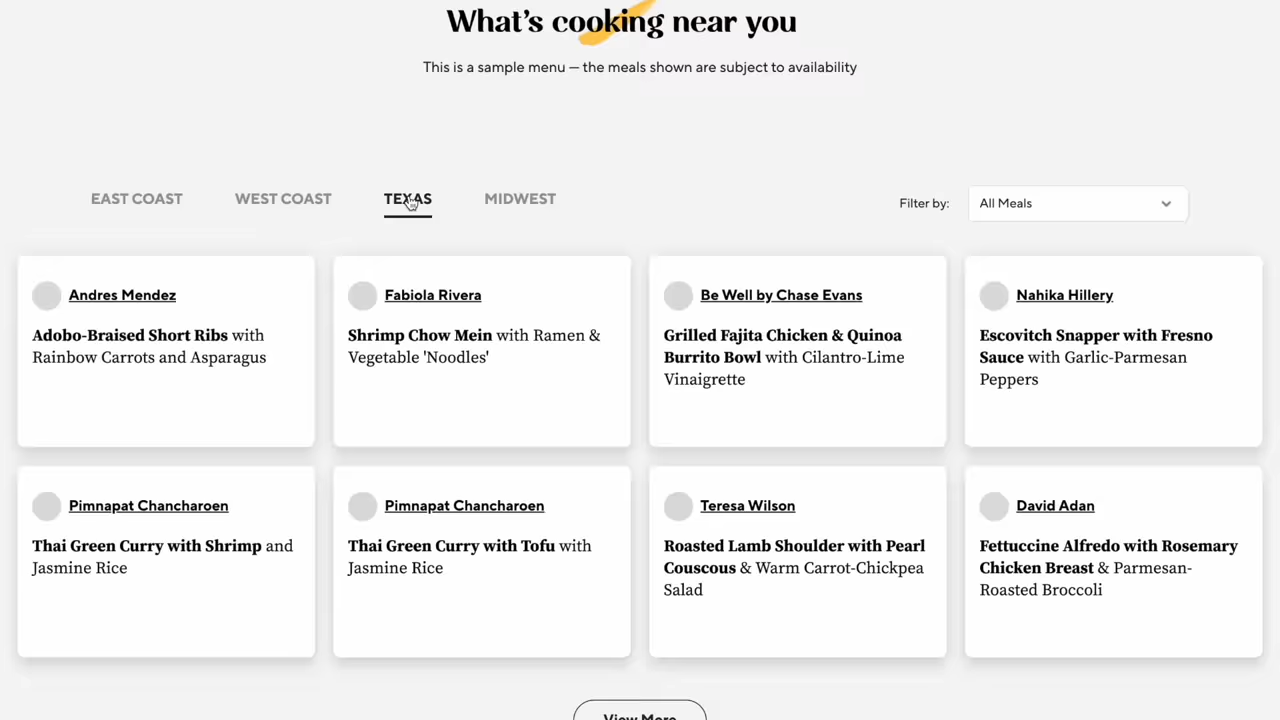 What's cooking near you
This is a sample menu — the meals shown are subject to availability
EAST COAST
WEST COAST
TEXAS
MIDWEST
Filter by:
All Meals
Andres Mendez
Adobo-Braised Short Ribs with
Rainbow Carrots and Asparagus
Fabiola Rivera
Shrimp Chow Mein with Ramen &
Vegetable 'Noodles'
Be Well by Chase Evans
Grilled Fajita Chicken & Quinoa
Burrito Bowl with Cilantro-Lime
Vinaigrette
Nahika Hillery
Escovitch Snapper with Fresno
Sauce with Garlic-Parmesan
Peppers
Pimnapat Chancharoen
Thai Green Curry with Shrimp and
Jasmine Rice
Pimnapat Chancharoen
Thai Green Curry with Tofu with
Jasmine Rice
Teresa Wilson
Roasted Lamb Shoulder with Pearl
Couscous & Warm Carrot-Chickpea
Salad
David Adan
Fettuccine Alfredo with Rosemary
Chicken Breast & Parmesan-
Roasted Broccoli
View More